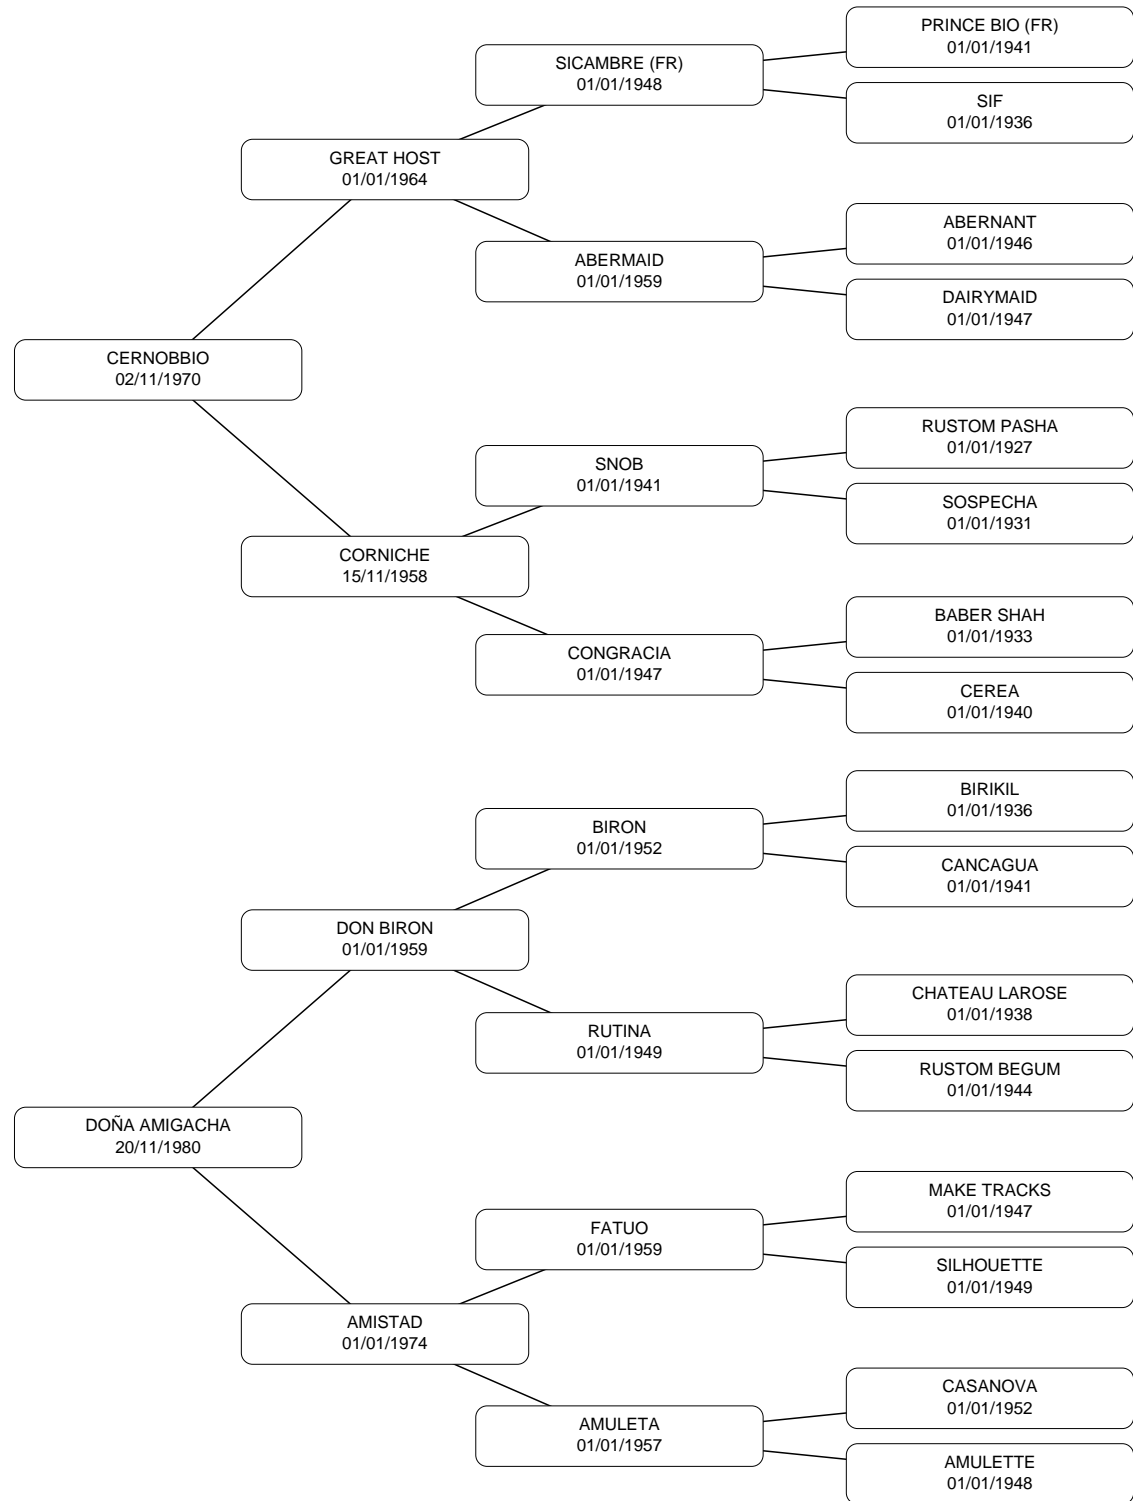 PRINCE BIO (FR)
01/01/1941
SICAMBRE (FR)
01/01/1948
SIF
01/01/1936
GREAT HOST
01/01/1964
ABERNANT
01/01/1946
ABERMAID
01/01/1959
DAIRYMAID
01/01/1947
CERNOBBIO
02/11/1970
RUSTOM PASHA
01/01/1927
SNOB
01/01/1941
SOSPECHA
01/01/1931
CORNICHE
15/11/1958
BABER SHAH
01/01/1933
CONGRACIA
01/01/1947
CEREA
01/01/1940
BIRIKIL
01/01/1936
BIRON
01/01/1952
CANCAGUA
01/01/1941
DON BIRON
01/01/1959
CHATEAU LAROSE
01/01/1938
RUTINA
01/01/1949
RUSTOM BEGUM
01/01/1944
DOÑA AMIGACHA
20/11/1980
MAKE TRACKS
01/01/1947
FATUO
01/01/1959
SILHOUETTE
01/01/1949
AMISTAD
01/01/1974
CASANOVA
01/01/1952
AMULETA
01/01/1957
AMULETTE
01/01/1948